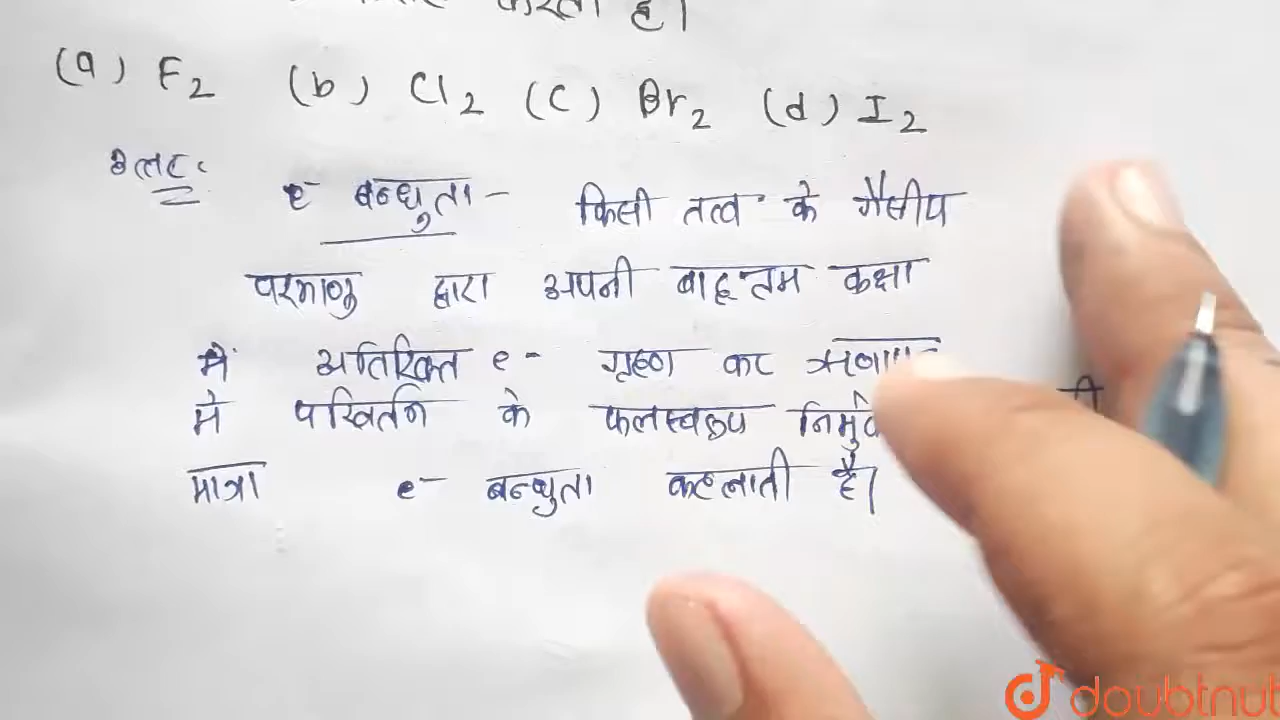 करता है।
(a) F2 (b) Cl2 (C) Br2 (d) I2
उत्तर:
e- बन्धुता - किसी तत्व के गैसीय
परमाणु द्वारा अपनी बाह्यतम कक्षा
में अतिरिक्त e- ग्रहण कर
मे परिवर्तन के फलस्वरूप
मात्रा e- बन्धुता कहलाती है।
doubtnut